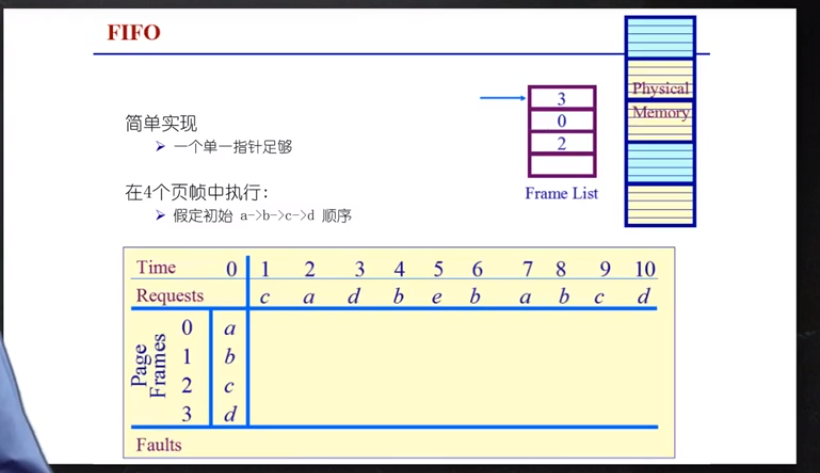 FIFO
简单实现
➢ 一个单一指针足够
在4个页帧中执行：
➢ 假定初始 a->b->c->d 顺序
3
0
2
Frame List
Physical
Memory
Time 0 1 2 3 4 5 6 7 8 9 10
Requests c a d b e b a b c d
Page
Frames
0 a
1 b
2 c
3 d
Faults